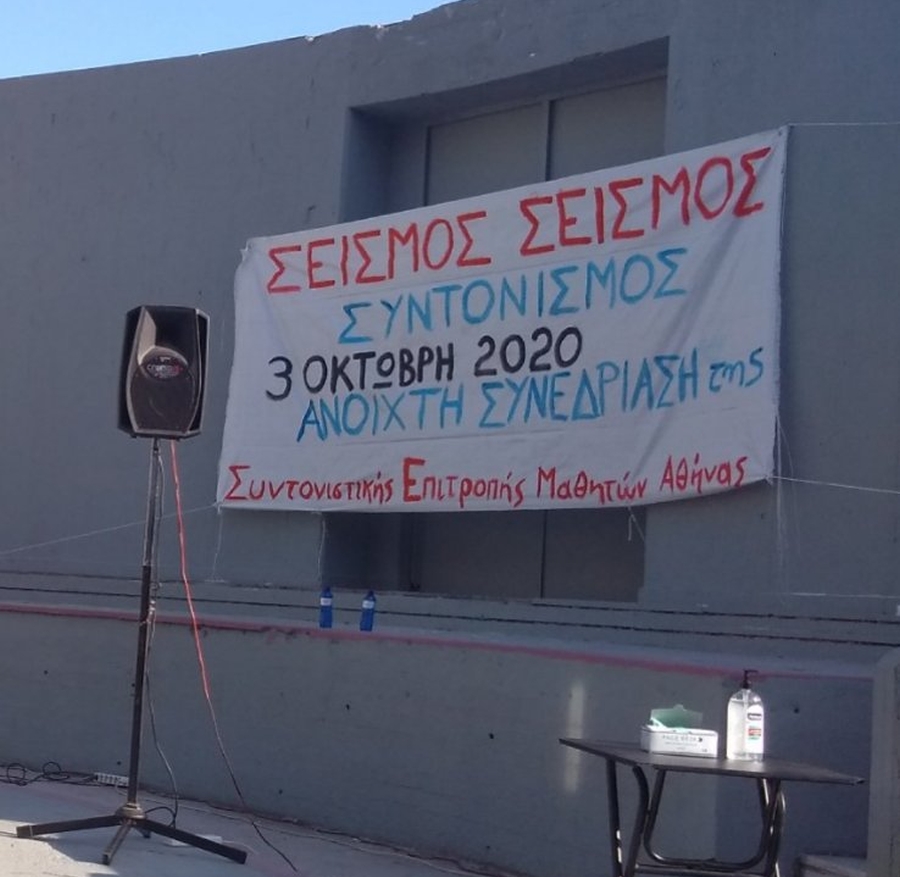 ΣΕΙΣΜΟΣ ΣΕΙΣΜΟΣ
ΣΥΝΤΟΝΙΣΜΟΣ
3 ΟΚΤΩΒΡΗ 2020
ΑΝΟΙΧΤΗ ΣΥΝΕΔΡΙΑΣΗ της
Συντονιστικής Επιτροπής Μαθητών Αθήνας